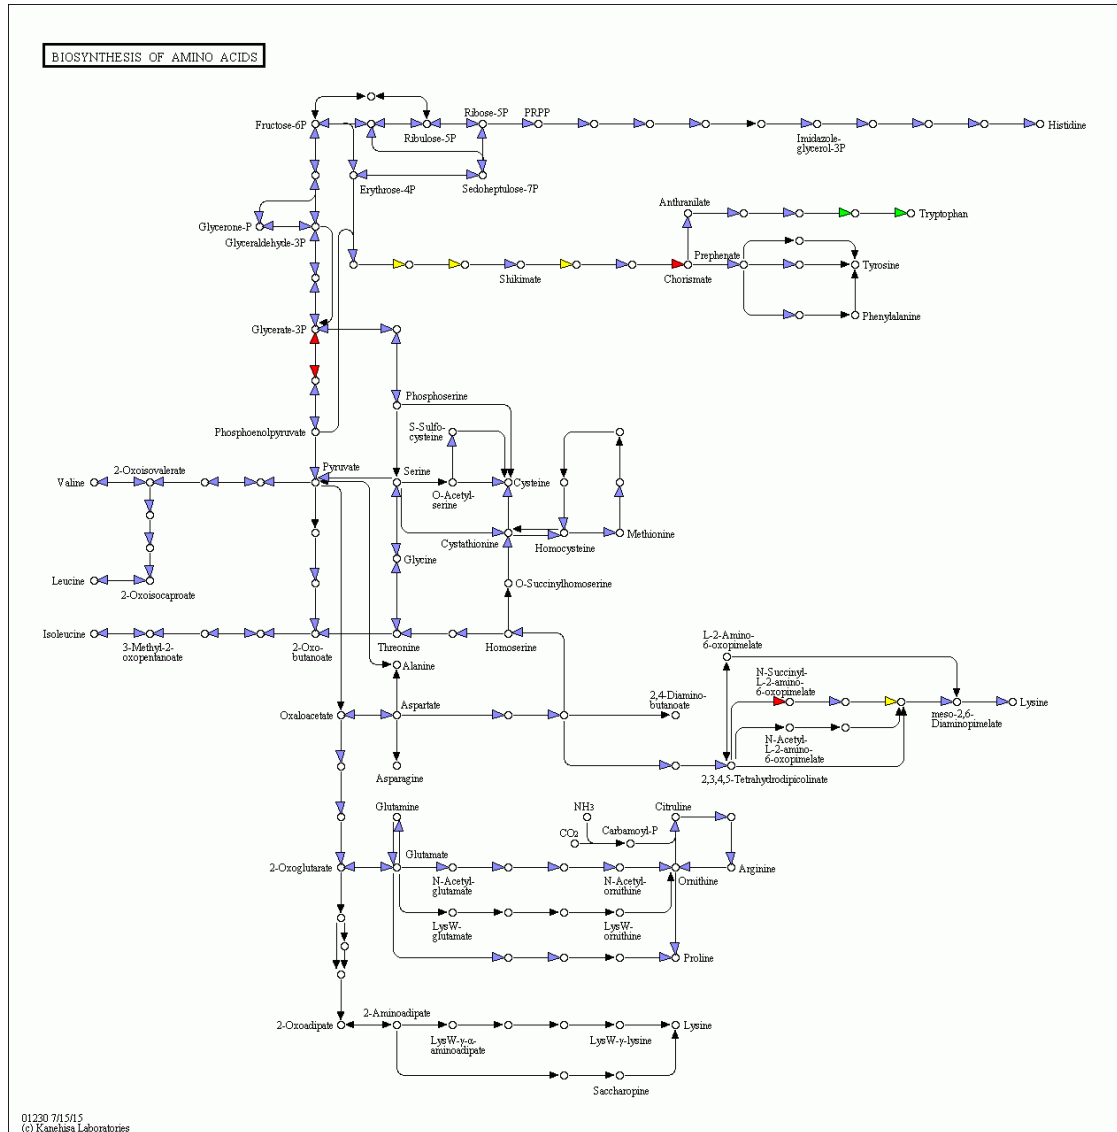 BIOSYNTHESIS OF AMINO ACIDS
Fructose-6P
Ribulose-5P
Ribose-5P
PRPP
Imidazole-
glycerol-3P
Histidine
Erythrose-4P
Sedoheptulose-7P
Glycerone-P
Glyceraldehyde-3P
Anthranilate
Tryptophan
Shikimate
Chorismate
Prephenate
Tyrosine
Phenylalanine
Glycerate-3P
Phosphoserine
Phosphoenolpyruvate
S-Sulfo-
cysteine
Pyruvate
Serine
Cysteine
O-Acetyl-
serine
Valine
2-Oxoisovalerate
Cystathionine
Homocysteine
Methionine
Glycine
Leucine
2-Oxoisocaproate
O-Succinylhomoserine
Isoleucine
3-Methyl-2-
oxopentanoate
2-Oxo-
butanoate
Threonine
Homoserine
Alanine
L-2-Amino-
6-oxopimelate
N-Succinyl-
L-2-amino-
6-oxopimelate
2,4-Diamino-
butanoate
Oxaloacetate
Aspartate
Lysine
meso-2,6-
Diaminopimelate
N-Acetyl-
L-2-amino-
6-oxopimelate
Asparagine
2,3,4,5-Tetrahydrodipicolinate
Glutamine
NH3
Citruline
CO2
Carbamoyl-P
2-Oxoglutarate
Glutamate
N-Acetyl-
glutamate
N-Acetyl-
ornithine
Ornithine
Arginine
LysW-
glutamate
LysW-
ornithine
Proline
2-Oxoadipate
2-Aminoadipate
LysW-γ-α-
aminoadipate
LysW-γ-lysine
Lysine
Saccharopine
01230 7/15/15
(c) Kanehisa Laboratories